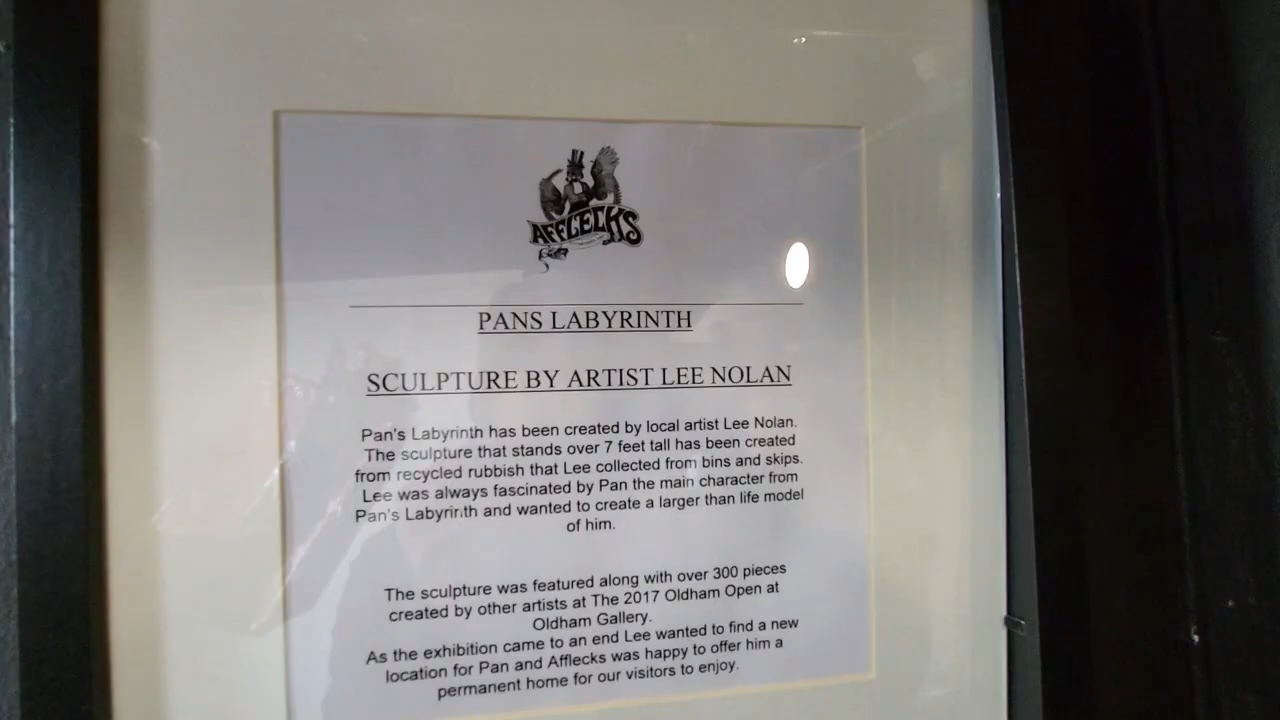 AFFLECKS
PANS LABYRINTH
SCULPTURE BY ARTIST LEE NOLAN
Pan's Labyrinth has been created by local artist Lee Nolan.
The sculpture that stands over 7 feet tall has been created
from recycled rubbish that Lee collected from bins and skips.
Lee was always fascinated by Pan the main character from
Pan's Labyrinth and wanted to create a larger than life model
of him.
The sculpture was featured along with over 300 pieces
created by other artists at The 2017 Oldham Open at
Oldham Gallery.
As the exhibition came to an end Lee wanted to find a new
location for Pan and Afflecks was happy to offer him a
permanent home for our visitors to enjoy.